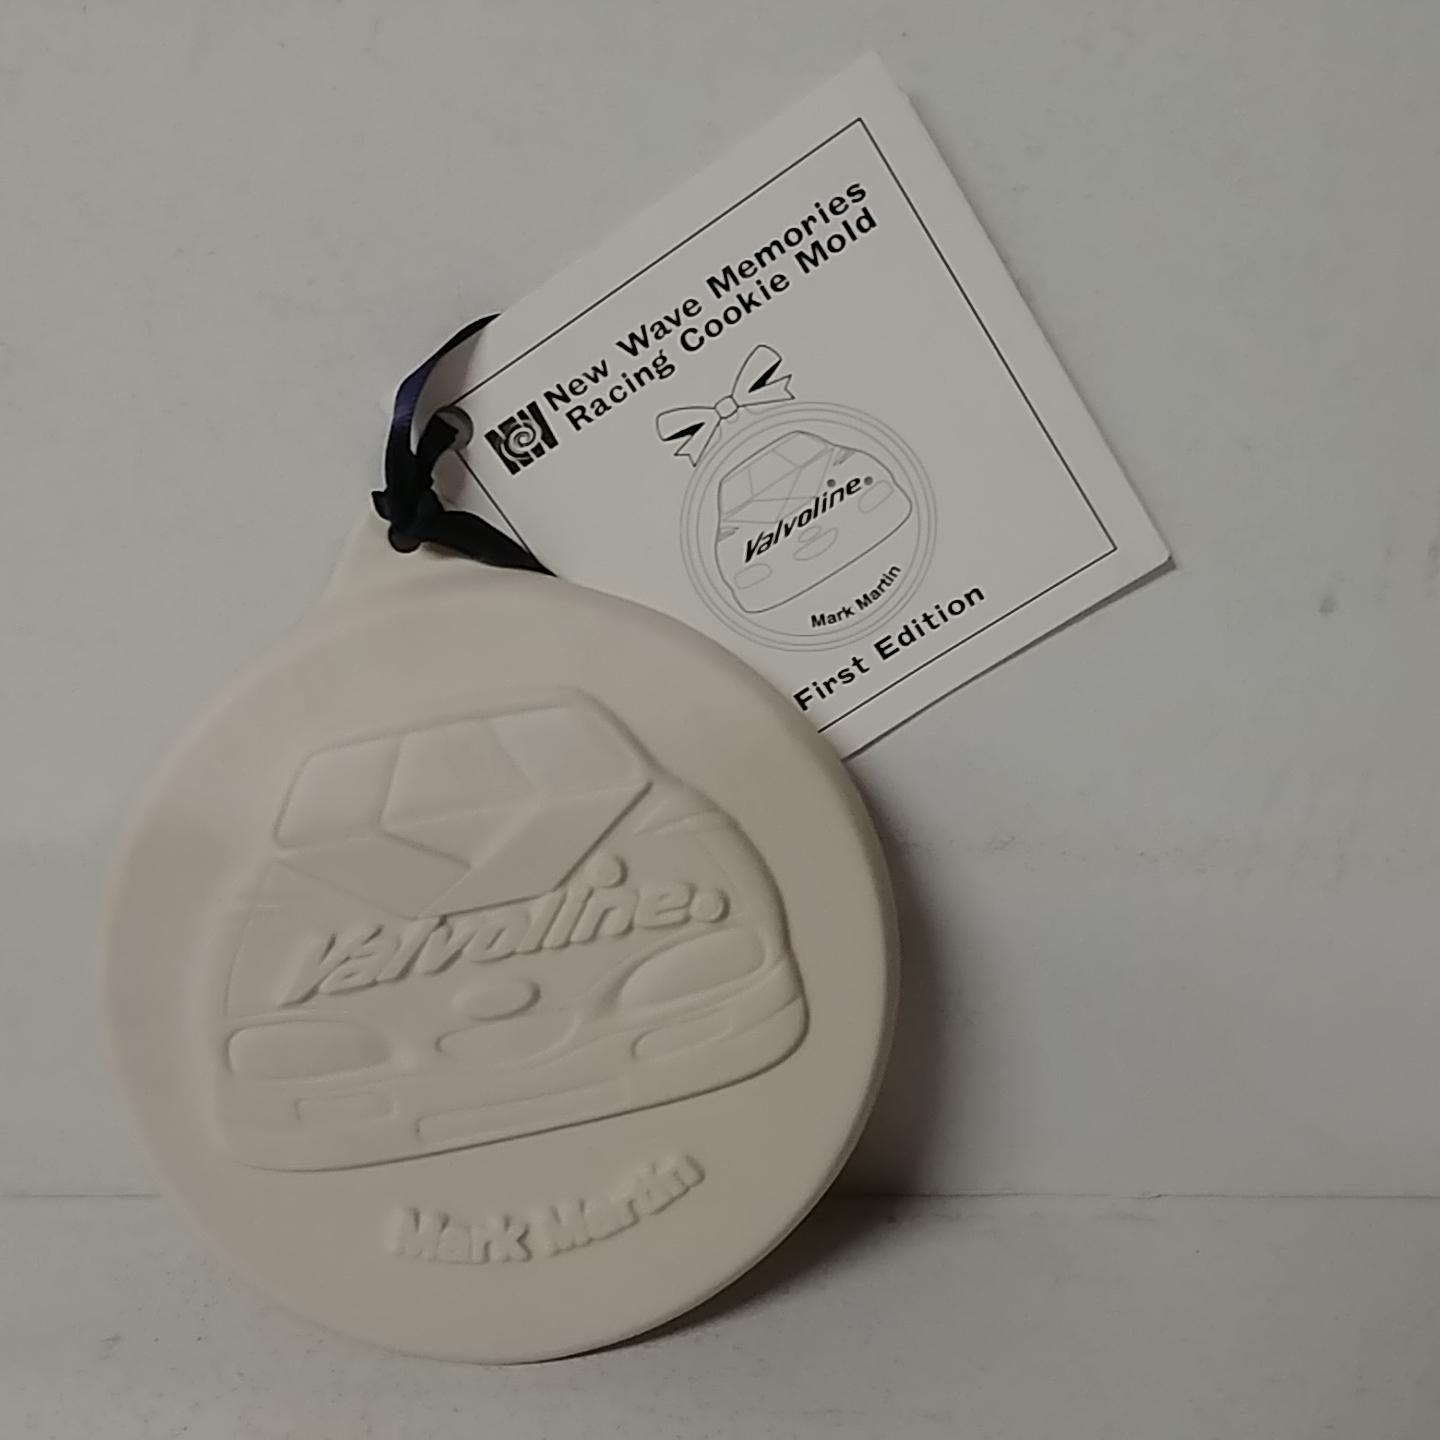 New Wave Memories
Racing Cookie Mold
Valvoline
Mark Martin
First Edition
Valvoline
Mark Martin